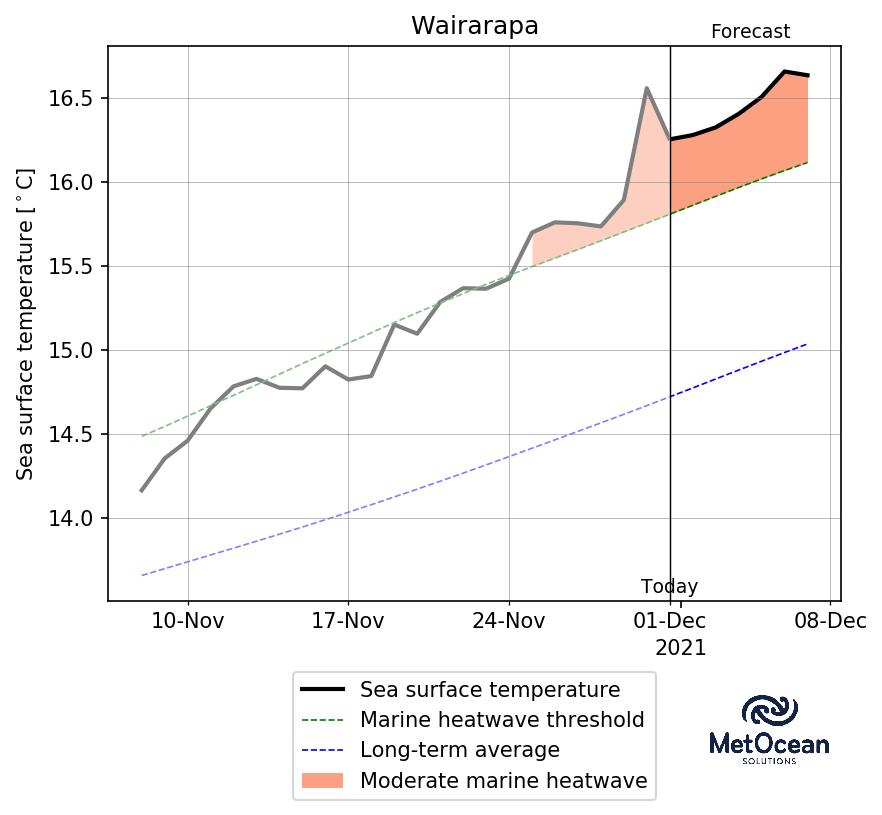 Wairarapa
Forecast
Sea surface temperature [°C]
16.5
16.0
15.5
15.0
14.5
14.0
Today
10-Nov
17-Nov
24-Nov
01-Dec
08-Dec
2021
Sea surface temperature
Marine heatwave threshold
Long-term average
Moderate marine heatwave
MetOcean
SOLUTIONS